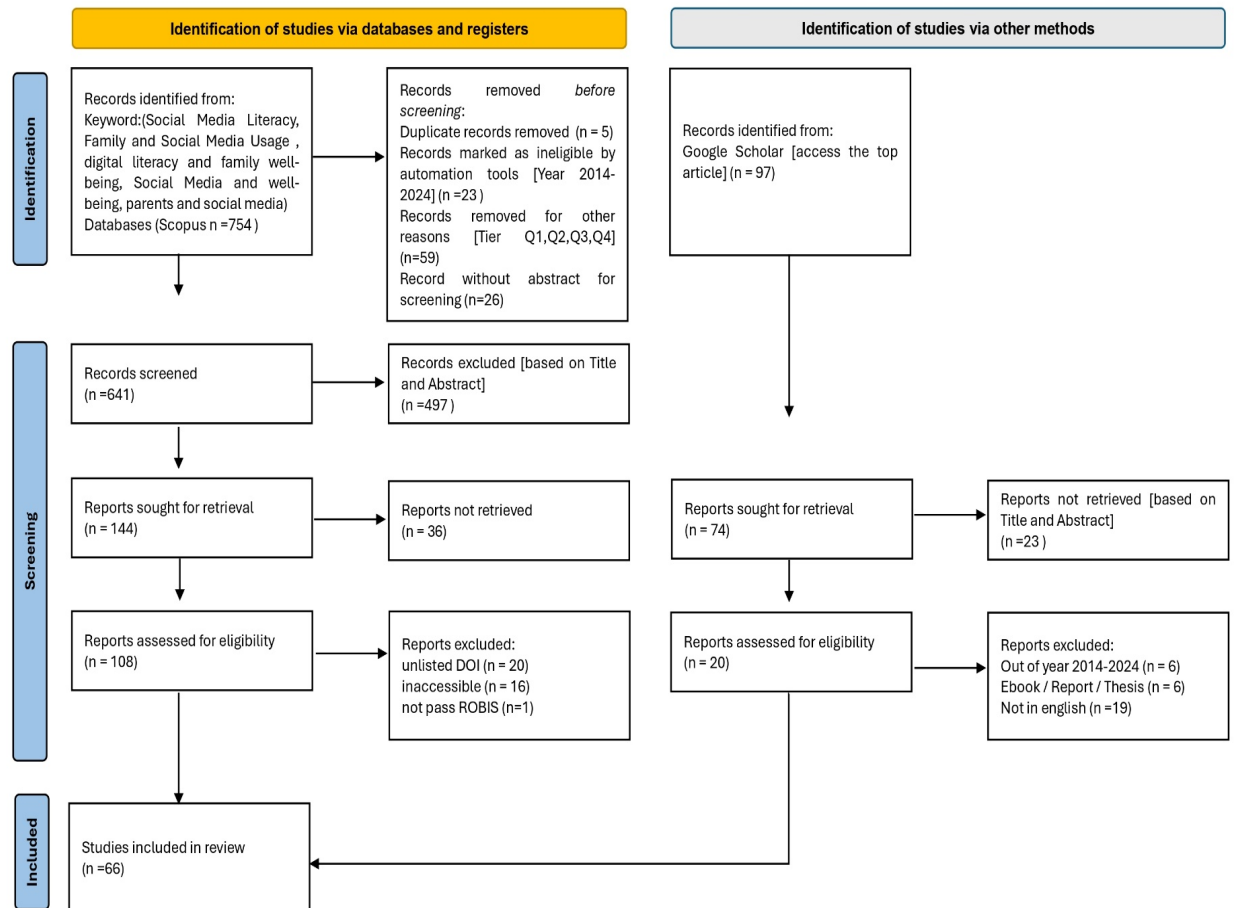 Identification of studies via databases and registers
Identification of studies via other methods
Identification
Records identified from:
Keyword:(Social Media Literacy,
Family and Social Media Usage ,
digital literacy and family well-
being, Social Media and well-
being, parents and social media)
Databases (Scopus n =754 )
Records removed before
screening:
Duplicate records removed (n = 5)
Records marked as ineligible by
automation tools [Year 2014-
2024] (n =23 )
Records removed for other
reasons [Tier Q1,Q2,Q3,Q4]
(n=59)
Record without abstract for
screening (n=26)
Records identified from:
Google Scholar [access the top
article] (n = 97)
Screening
Records screened
(n =641)
Records excluded [based on Title
and Abstract]
(n =497 )
Reports sought for retrieval
(n = 144)
Reports not retrieved
(n = 36)
Reports sought for retrieval
(n = 74)
Reports not retrieved [based on
Title and Abstract]
(n =23 )
Reports assessed for eligibility
(n = 108)
Reports excluded:
unlisted DOI (n = 20)
inaccessible (n = 16)
not pass ROBIS (n=1)
Reports assessed for eligibility
(n = 20)
Reports excluded:
Out of year 2014-2024 (n = 6)
Ebook / Report / Thesis (n = 6)
Not in english (n =19)
Included
Studies included in review
(n =66)